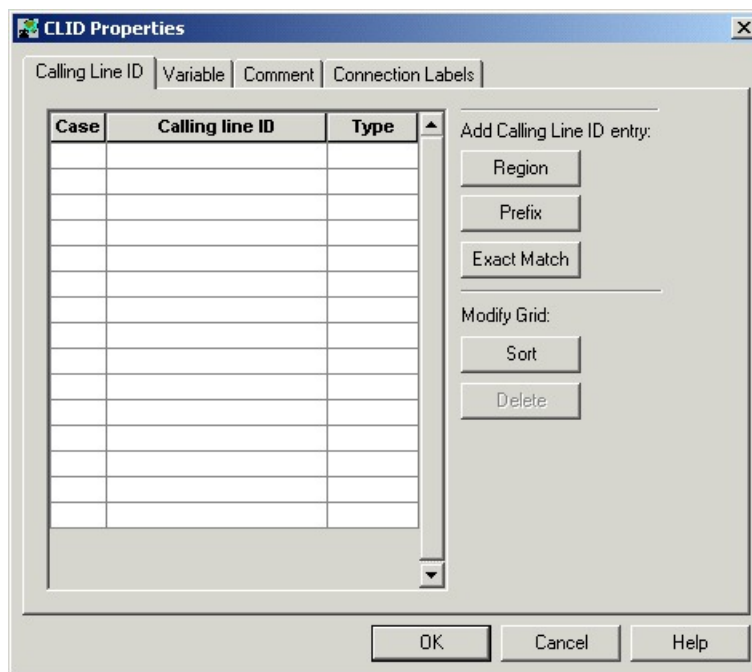 CLID Properties
Calling Line ID Variable Comment Connection Labels
Case Calling line ID Type
Add Calling Line ID entry:
Region
Prefix
Exact Match
Modify Grid:
Sort
Delete
OK Cancel Help